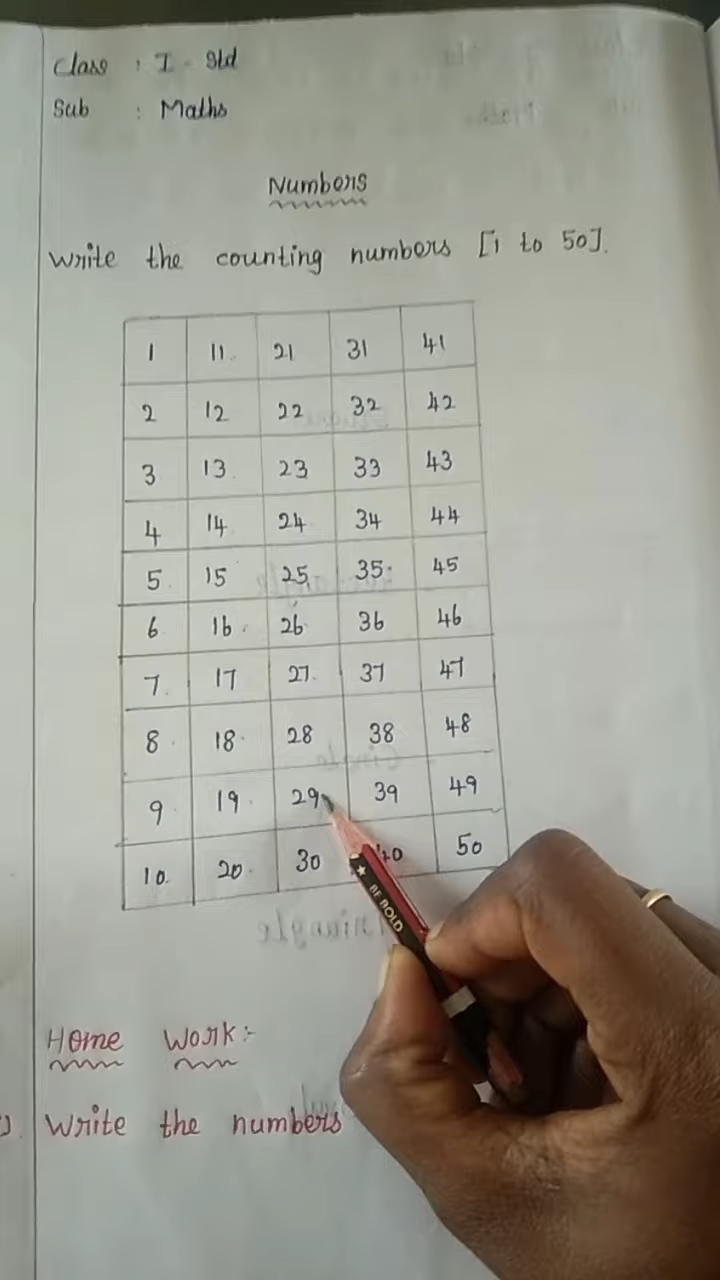 Class : I - Std
Sub : Maths
Numbers
Write the counting numbers [1 to 50].
1 11 21 31 41
2 12 22 32 42
3 13 23 33 43
4 14 24 34 44
5 15 25 35 45
6 16 26 36 46
7 17 27 37 47
8 18 28 38 48
9 19 29 39 49
10 20 30 40 50
BE BOLD
Home Work:-
Write the numbers